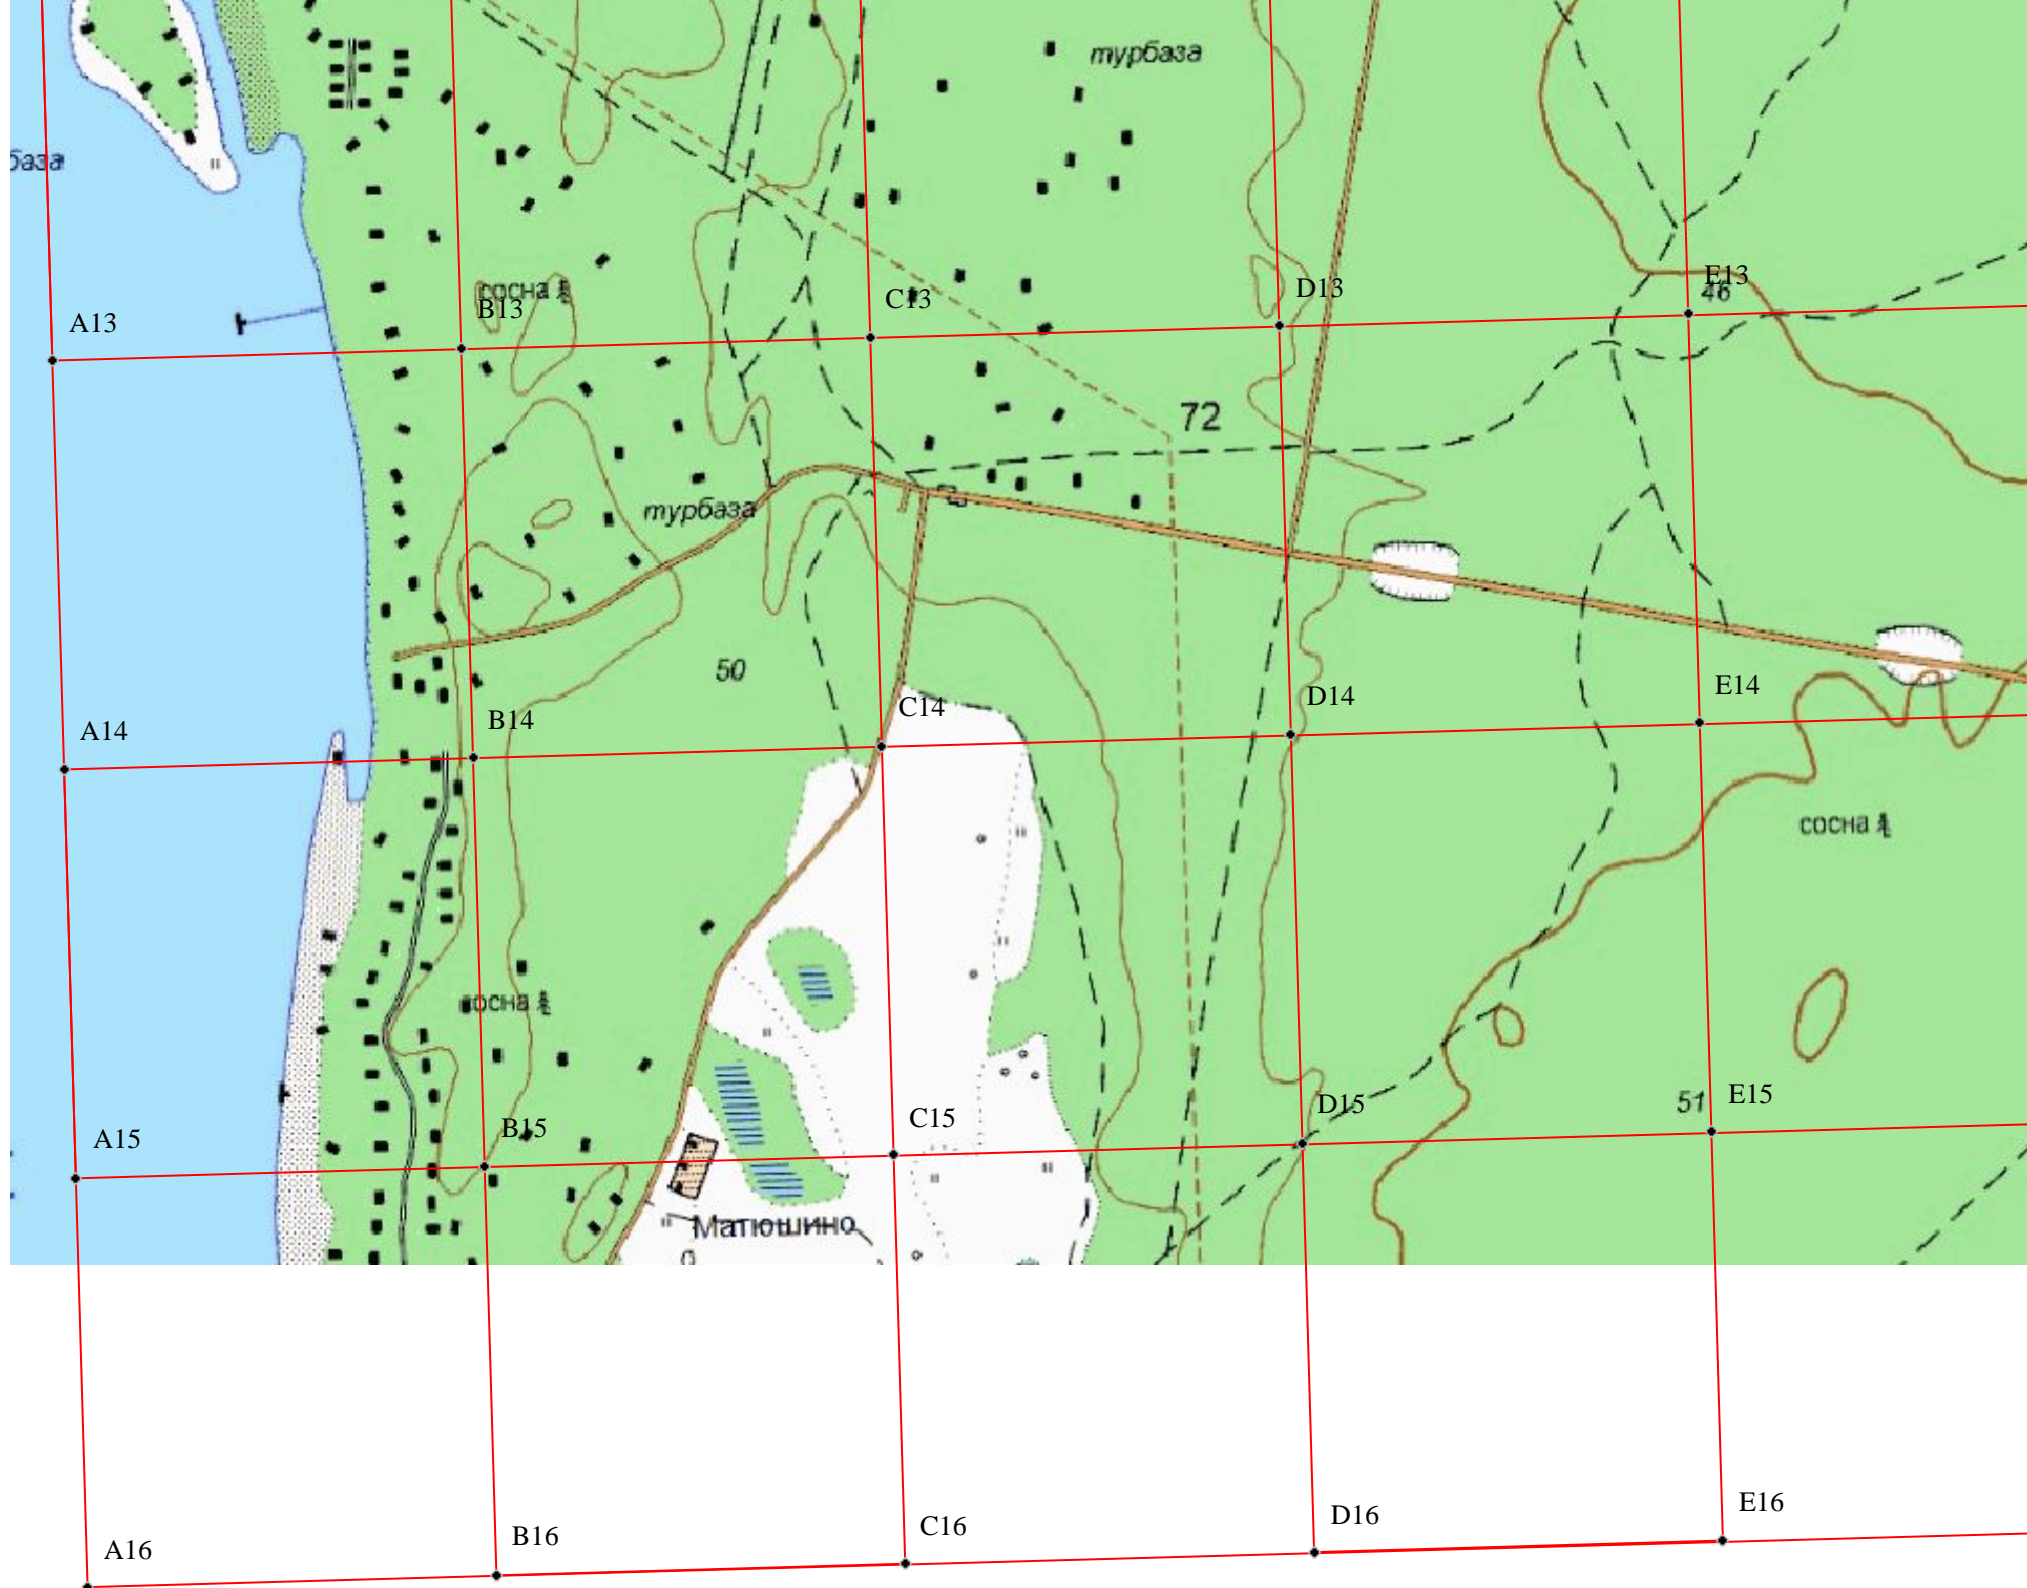 турбаза
база
сосна
A13
B13
C13
D13
E13
46
72
турбаза
50
A14
B14
C14
D14
E14
сосна
сосна
51
A15
B15
C15
D15
E15
Матюшино
A16
B16
C16
D16
E16